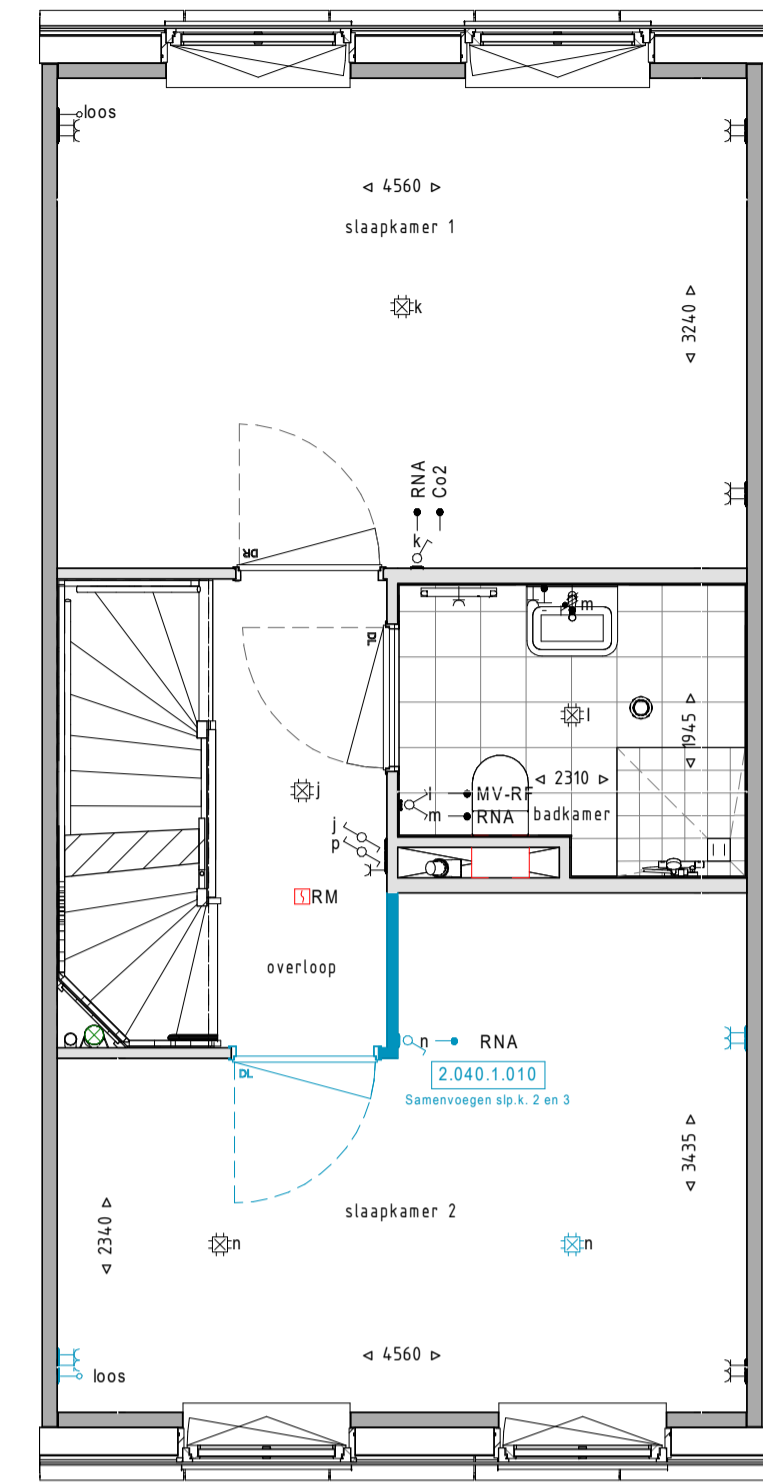 loos
4560
slaapkamer 1
k
3240
RNA
Co2
k
DR
DL
m
l
1945
2310
j
l MV-RF
badkamer
m RNA
j
p
RM
overloop
n RNA
2.040.1.010
DL
Samenvoegen slp.k. 2 en 3
3435
2340
slaapkamer 2
n
n
4560
loos